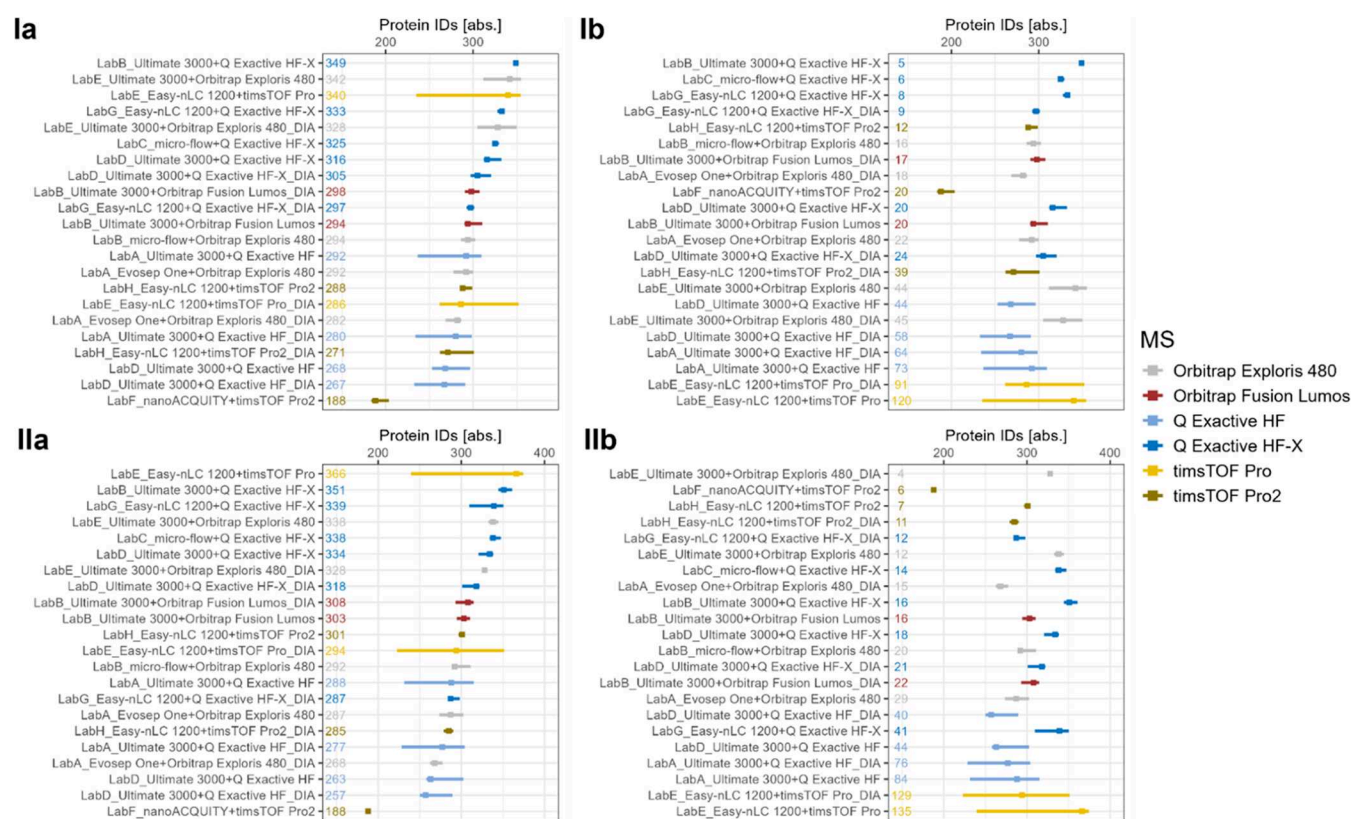 Ia
Protein IDs [abs.]
200 300
LabB_Ultimate 3000+Q Exactive HF-X 349
LabE_Ultimate 3000+Orbitrap Exploris 480 342
LabE_Easy-nLC 1200+timsTOF Pro 340
LabG_Easy-nLC 1200+Q Exactive HF-X 333
LabE_Ultimate 3000+Orbitrap Exploris 480_DIA 328
LabC_micro-flow+Q Exactive HF-X 325
LabD_Ultimate 3000+Q Exactive HF-X 316
LabD_Ultimate 3000+Q Exactive HF-X_DIA 305
LabB_Ultimate 3000+Orbitrap Fusion Lumos_DIA 298
LabG_Easy-nLC 1200+Q Exactive HF-X_DIA 297
LabB_Ultimate 3000+Orbitrap Fusion Lumos 294
LabB_micro-flow+Orbitrap Exploris 480 294
LabA_Ultimate 3000+Q Exactive HF 292
LabA_Evosep One+Orbitrap Exploris 480 292
LabH_Easy-nLC 1200+timsTOF Pro2 288
LabE_Easy-nLC 1200+timsTOF Pro_DIA 286
LabA_Evosep One+Orbitrap Exploris 480_DIA 282
LabA_Ultimate 3000+Q Exactive HF_DIA 280
LabH_Easy-nLC 1200+timsTOF Pro2_DIA 271
LabD_Ultimate 3000+Q Exactive HF 268
LabD_Ultimate 3000+Q Exactive HF_DIA 267
LabF_nanoACQUITY+timsTOF Pro2 188
Ib
Protein IDs [abs.]
200 300
LabB_Ultimate 3000+Q Exactive HF-X 5
LabC_micro-flow+Q Exactive HF-X 6
LabG_Easy-nLC 1200+Q Exactive HF-X 8
LabG_Easy-nLC 1200+Q Exactive HF-X_DIA 9
LabH_Easy-nLC 1200+timsTOF Pro2 12
LabB_micro-flow+Orbitrap Exploris 480 16
LabB_Ultimate 3000+Orbitrap Fusion Lumos_DIA 17
LabA_Evosep One+Orbitrap Exploris 480_DIA 18
LabF_nanoACQUITY+timsTOF Pro2 20
LabD_Ultimate 3000+Q Exactive HF-X 20
LabB_Ultimate 3000+Orbitrap Fusion Lumos 20
LabA_Evosep One+Orbitrap Exploris 480 22
LabD_Ultimate 3000+Q Exactive HF-X_DIA 24
LabH_Easy-nLC 1200+timsTOF Pro2_DIA 39
LabE_Ultimate 3000+Orbitrap Exploris 480 44
LabD_Ultimate 3000+Q Exactive HF 44
LabE_Ultimate 3000+Orbitrap Exploris 480_DIA 45
LabD_Ultimate 3000+Q Exactive HF_DIA 58
LabA_Ultimate 3000+Q Exactive HF_DIA 64
LabA_Ultimate 3000+Q Exactive HF 73
LabE_Easy-nLC 1200+timsTOF Pro_DIA 91
LabE_Easy-nLC 1200+timsTOF Pro 120
IIa
Protein IDs [abs.]
200 300 400
LabE_Easy-nLC 1200+timsTOF Pro 366
LabB_Ultimate 3000+Q Exactive HF-X 351
LabG_Easy-nLC 1200+Q Exactive HF-X 339
LabE_Ultimate 3000+Orbitrap Exploris 480 338
LabC_micro-flow+Q Exactive HF-X 338
LabD_Ultimate 3000+Q Exactive HF-X 334
LabE_Ultimate 3000+Orbitrap Exploris 480_DIA 328
LabD_Ultimate 3000+Q Exactive HF-X_DIA 318
LabB_Ultimate 3000+Orbitrap Fusion Lumos_DIA 308
LabB_Ultimate 3000+Orbitrap Fusion Lumos 303
LabH_Easy-nLC 1200+timsTOF Pro2 301
LabE_Easy-nLC 1200+timsTOF Pro_DIA 294
LabB_micro-flow+Orbitrap Exploris 480 292
LabA_Ultimate 3000+Q Exactive HF 288
LabG_Easy-nLC 1200+Q Exactive HF-X_DIA 287
LabA_Evosep One+Orbitrap Exploris 480 287
LabH_Easy-nLC 1200+timsTOF Pro2_DIA 285
LabA_Ultimate 3000+Q Exactive HF_DIA 277
LabA_Evosep One+Orbitrap Exploris 480_DIA 268
LabD_Ultimate 3000+Q Exactive HF 263
LabD_Ultimate 3000+Q Exactive HF_DIA 257
LabF_nanoACQUITY+timsTOF Pro2 188
IIb
Protein IDs [abs.]
200 300 400
LabE_Ultimate 3000+Orbitrap Exploris 480_DIA 4
LabF_nanoACQUITY+timsTOF Pro2 6
LabH_Easy-nLC 1200+timsTOF Pro2 7
LabH_Easy-nLC 1200+timsTOF Pro2_DIA 11
LabG_Easy-nLC 1200+Q Exactive HF-X_DIA 12
LabE_Ultimate 3000+Orbitrap Exploris 480 12
LabC_micro-flow+Q Exactive HF-X 14
LabA_Evosep One+Orbitrap Exploris 480_DIA 15
LabB_Ultimate 3000+Q Exactive HF-X 16
LabB_Ultimate 3000+Orbitrap Fusion Lumos 16
LabD_Ultimate 3000+Q Exactive HF-X 18
LabB_micro-flow+Orbitrap Exploris 480 20
LabD_Ultimate 3000+Q Exactive HF-X_DIA 21
LabB_Ultimate 3000+Orbitrap Fusion Lumos_DIA 22
LabA_Evosep One+Orbitrap Exploris 480 29
LabD_Ultimate 3000+Q Exactive HF_DIA 40
LabG_Easy-nLC 1200+Q Exactive HF-X 41
LabD_Ultimate 3000+Q Exactive HF 44
LabA_Ultimate 3000+Q Exactive HF_DIA 76
LabA_Ultimate 3000+Q Exactive HF 84
LabE_Easy-nLC 1200+timsTOF Pro_DIA 129
LabE_Easy-nLC 1200+timsTOF Pro 135
MS
Orbitrap Exploris 480
Orbitrap Fusion Lumos
Q Exactive HF
Q Exactive HF-X
timsTOF Pro
timsTOF Pro2